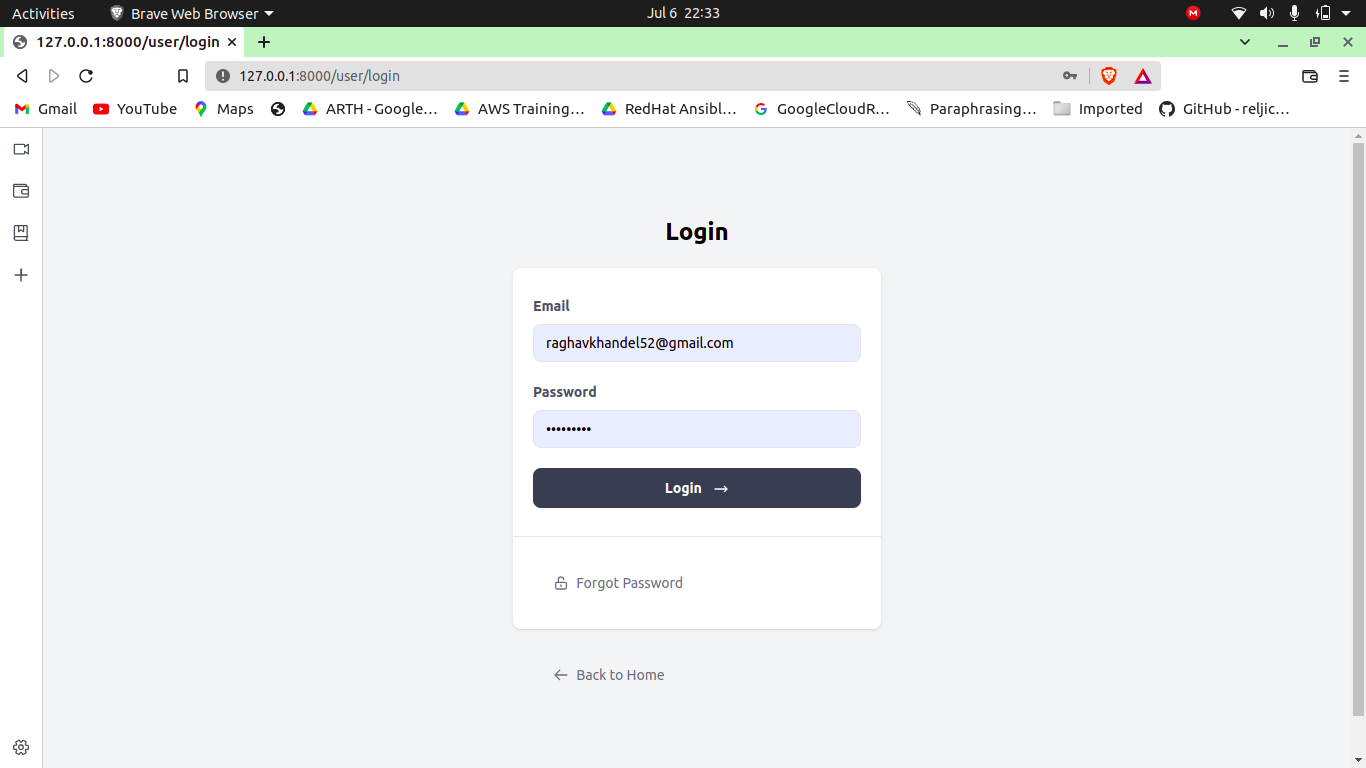 Activities Brave Web Browser Jul 6 22:33
127.0.0.1:8000/user/login
127.0.0.1:8000/user/login
Gmail YouTube Maps ARTH - Google... AWS Training... RedHat Ansibl... GoogleCloudR... Paraphrasing... Imported GitHub - reljic...
Login
Email
raghavkhandel52@gmail.com
Password
•••••••••
Login →
Forgot Password
← Back to Home